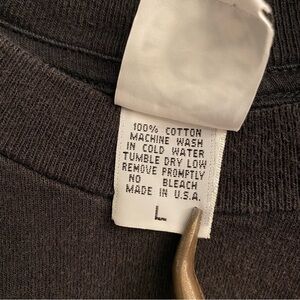 100% COTTON
MACHINE WASH
IN COLD WATER
TUMBLE DRY LOW
REMOVE PROMPTLY
NO BLEACH
MADE IN U.S.A.
L